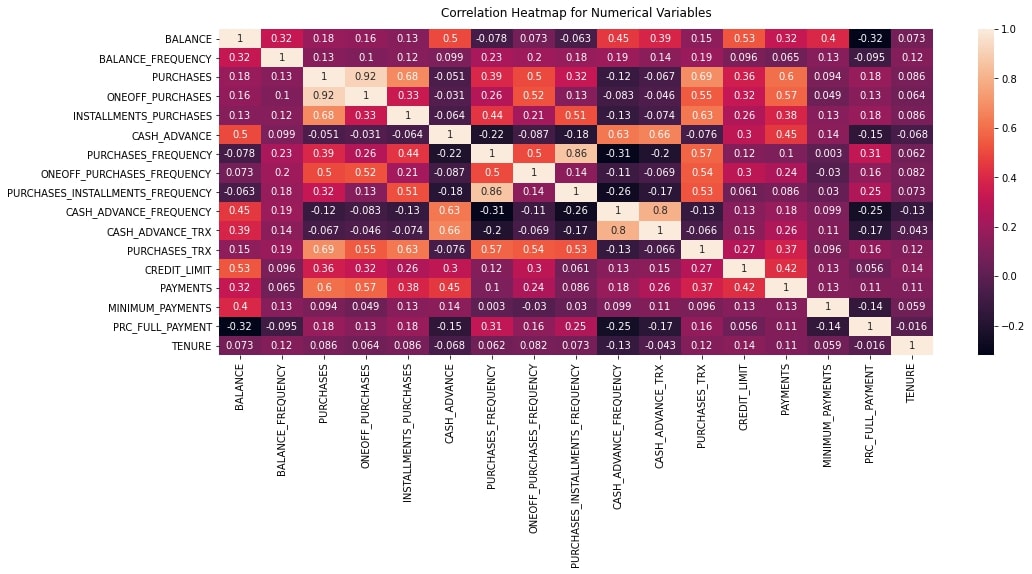 Correlation Heatmap for Numerical Variables
BALANCE 1 0.32 0.18 0.16 0.13 0.5 -0.078 0.073 -0.063 0.45 0.39 0.15 0.53 0.32 0.4 -0.32 0.073
BALANCE_FREQUENCY 0.32 1 0.13 0.1 0.12 0.099 0.23 0.2 0.18 0.19 0.14 0.19 0.096 0.065 0.13 -0.095 0.12
PURCHASES 0.18 0.13 1 0.92 0.68 -0.051 0.39 0.5 0.32 -0.12 -0.067 0.69 0.36 0.6 0.094 0.18 0.086
ONEOFF_PURCHASES 0.16 0.1 0.92 1 0.33 -0.031 0.26 0.52 0.13 -0.083 -0.046 0.55 0.32 0.57 0.049 0.13 0.064
INSTALLMENTS_PURCHASES 0.13 0.12 0.68 0.33 1 -0.064 0.44 0.21 0.51 -0.13 -0.074 0.63 0.26 0.38 0.13 0.18 0.086
CASH_ADVANCE 0.5 0.099 -0.051 -0.031 -0.064 1 -0.22 -0.087 -0.18 0.63 0.66 -0.076 0.3 0.45 0.14 -0.15 -0.068
PURCHASES_FREQUENCY -0.078 0.23 0.39 0.26 0.44 -0.22 1 0.5 0.86 -0.31 -0.2 0.57 0.12 0.1 0.003 0.31 0.062
ONEOFF_PURCHASES_FREQUENCY 0.073 0.2 0.5 0.52 0.21 -0.087 0.5 1 0.14 -0.11 -0.069 0.54 0.3 0.24 -0.03 0.16 0.082
PURCHASES_INSTALLMENTS_FREQUENCY -0.063 0.18 0.32 0.13 0.51 -0.18 0.86 0.14 1 -0.26 -0.17 0.53 0.061 0.086 0.03 0.25 0.073
CASH_ADVANCE_FREQUENCY 0.45 0.19 -0.12 -0.083 -0.13 0.63 -0.31 -0.11 -0.26 1 0.8 -0.13 0.13 0.18 0.099 -0.25 -0.13
CASH_ADVANCE_TRX 0.39 0.14 -0.067 -0.046 -0.074 0.66 -0.2 -0.069 -0.17 0.8 1 -0.066 0.15 0.26 0.11 -0.17 -0.043
PURCHASES_TRX 0.15 0.19 0.69 0.55 0.63 -0.076 0.57 0.54 0.53 -0.13 -0.066 1 0.27 0.37 0.096 0.16 0.12
CREDIT_LIMIT 0.53 0.096 0.36 0.32 0.26 0.3 0.12 0.3 0.061 0.13 0.15 0.27 1 0.42 0.13 0.056 0.14
PAYMENTS 0.32 0.065 0.6 0.57 0.38 0.45 0.1 0.24 0.086 0.18 0.26 0.37 0.42 1 0.13 0.11 0.11
MINIMUM_PAYMENTS 0.4 0.13 0.094 0.049 0.13 0.14 0.003 -0.03 0.03 0.099 0.11 0.096 0.13 0.13 1 -0.14 0.059
PRC_FULL_PAYMENT -0.32 -0.095 0.18 0.13 0.18 -0.15 0.31 0.16 0.25 -0.25 -0.17 0.16 0.056 0.11 -0.14 1 -0.016
TENURE 0.073 0.12 0.086 0.064 0.086 -0.068 0.062 0.082 0.073 -0.13 -0.043 0.12 0.14 0.11 0.059 -0.016 1
BALANCE
BALANCE_FREQUENCY
PURCHASES
ONEOFF_PURCHASES
INSTALLMENTS_PURCHASES
CASH_ADVANCE
PURCHASES_FREQUENCY
ONEOFF_PURCHASES_FREQUENCY
PURCHASES_INSTALLMENTS_FREQUENCY
CASH_ADVANCE_FREQUENCY
CASH_ADVANCE_TRX
PURCHASES_TRX
CREDIT_LIMIT
PAYMENTS
MINIMUM_PAYMENTS
PRC_FULL_PAYMENT
TENURE
1.0
0.8
0.6
0.4
0.2
0.0
−0.2